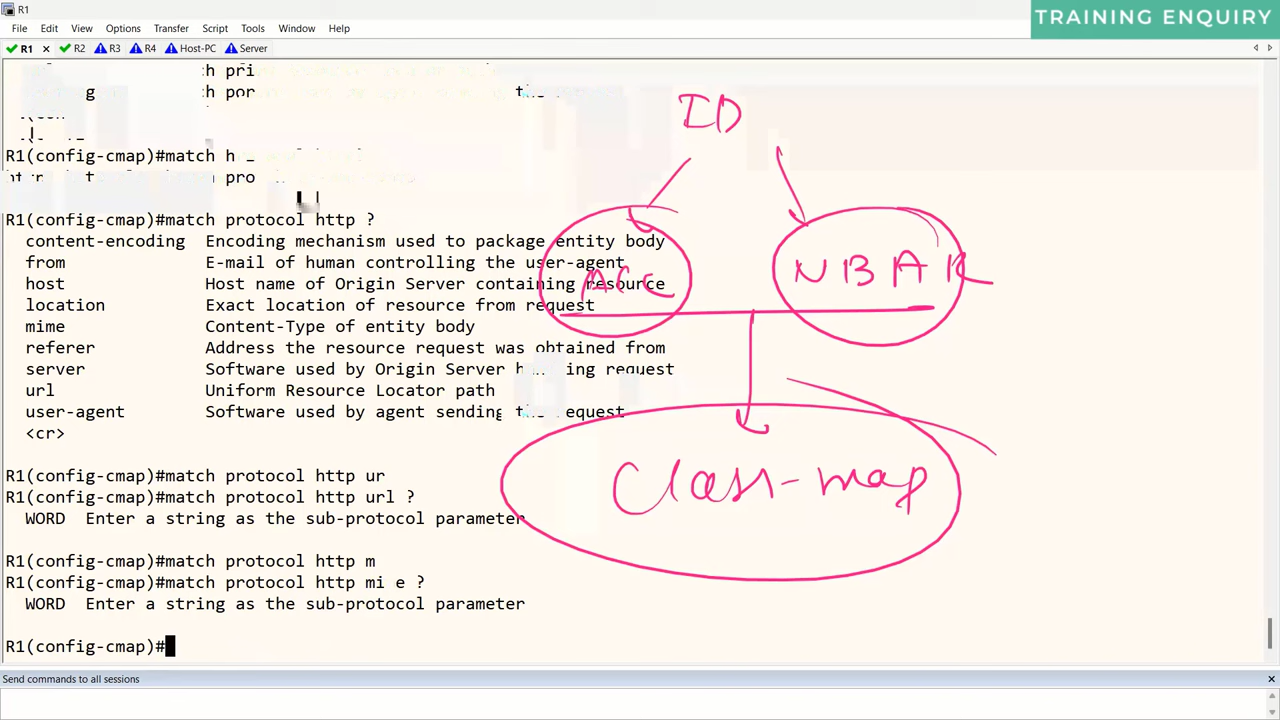 R1
TRAINING ENQUIRY
File Edit View Options Transfer Script Tools Window Help
R1 R2 R3 R4 Host-PC Server
R1(config-cmap)#match h
pro
R1(config-cmap)#match protocol http ?
content-encoding Encoding mechanism used to package entity body
from E-mail of human controlling the user-agent
host Host name of Origin Server containing resource
location Exact location of resource from request
mime Content-Type of entity body
referer Address the resource request was obtained from
server Software used by Origin Server handling request
url Uniform Resource Locator path
user-agent Software used by agent sending the request
<cr>
R1(config-cmap)#match protocol http ur
R1(config-cmap)#match protocol http url ?
WORD Enter a string as the sub-protocol parameter
R1(config-cmap)#match protocol http m
R1(config-cmap)#match protocol http mi e ?
WORD Enter a string as the sub-protocol parameter
R1(config-cmap)#
ID
NBAR
Class-map
Send commands to all sessions